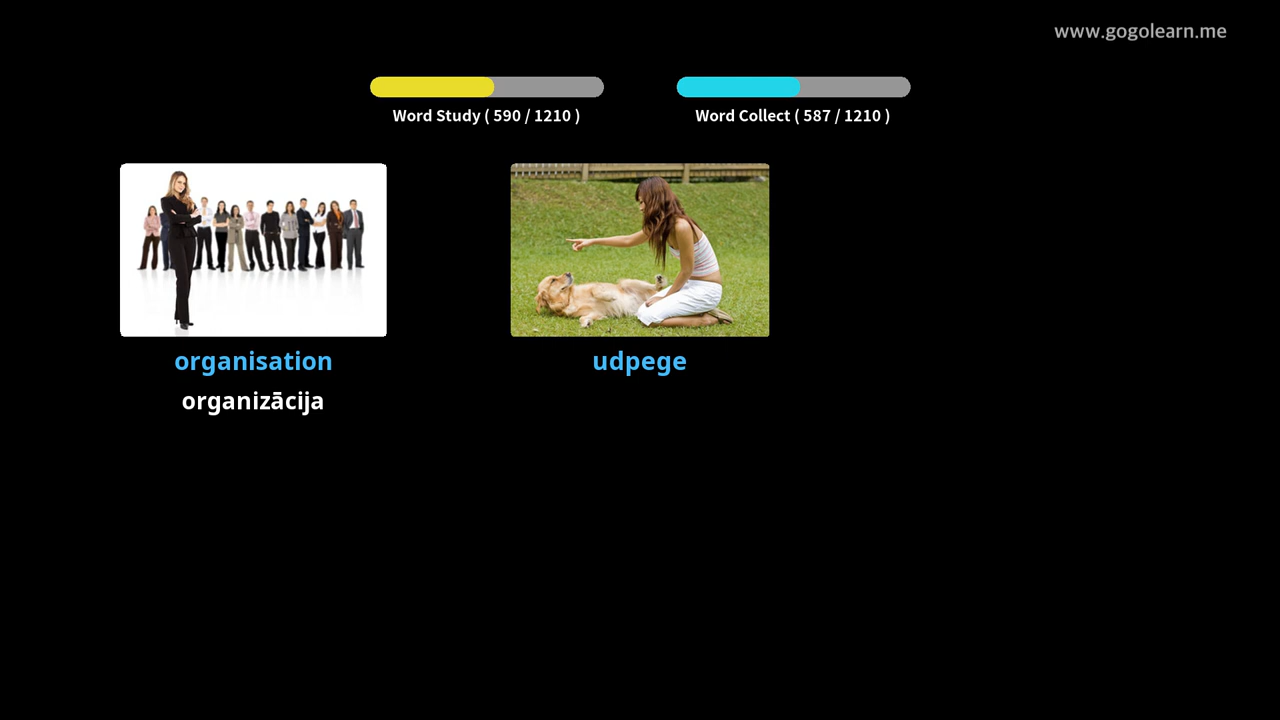 www.gogolearn.me
Word Study ( 590 / 1210 )
Word Collect ( 587 / 1210 )
organisation
organizācija
udpege